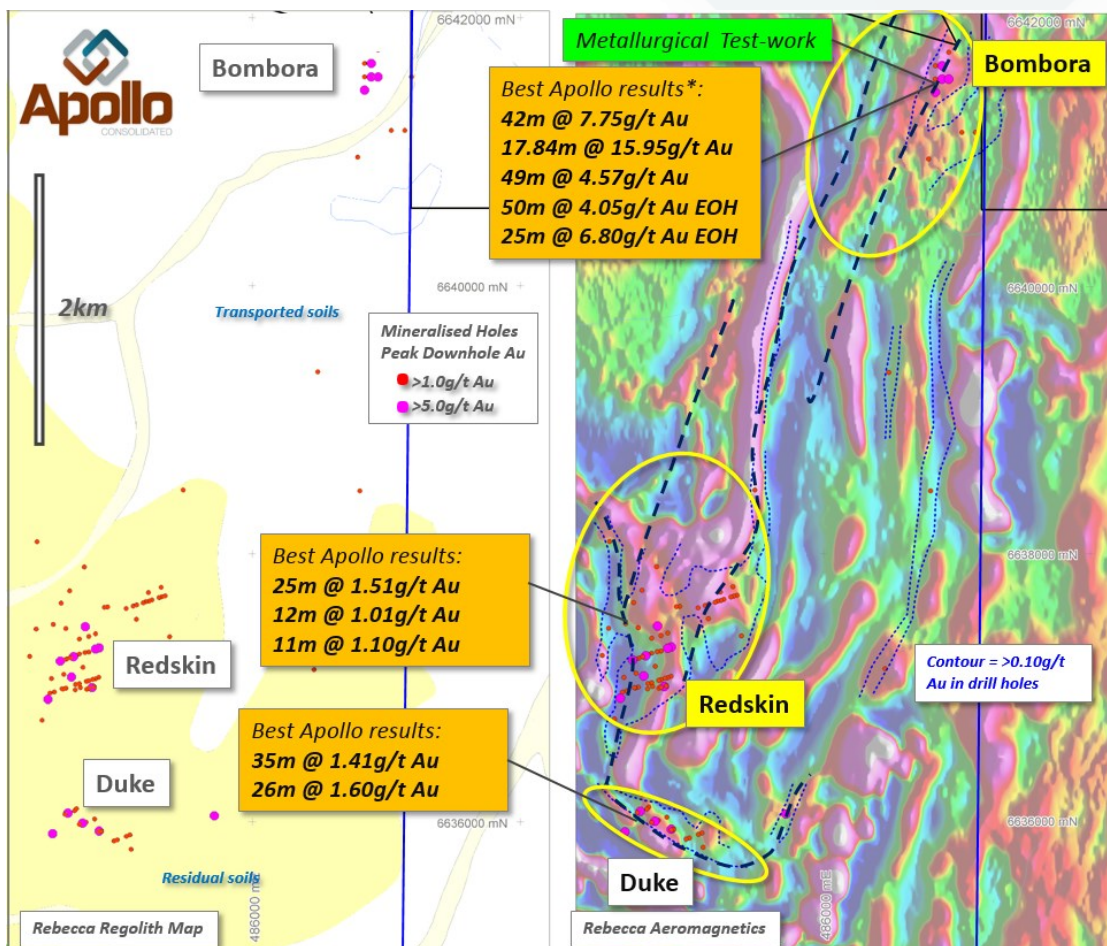 Apollo
CONSOLIDATED
6642000 mN
Bombora
2km
Transported soils
6640000 mN
Mineralised Holes
Peak Downhole Au
>1.0g/t Au
>5.0g/t Au
Best Apollo results:
25m @ 1.51g/t Au
12m @ 1.01g/t Au
11m @ 1.10g/t Au
Redskin
Best Apollo results:
35m @ 1.41g/t Au
26m @ 1.60g/t Au
Duke
6636000 mN
Residual soils
486000 mE
Rebecca Regolith Map
6642000 mN
Metallurgical Test-work
Bombora
Best Apollo results*:
42m @ 7.75g/t Au
17.84m @ 15.95g/t Au
49m @ 4.57g/t Au
50m @ 4.05g/t Au EOH
25m @ 6.80g/t Au EOH
6640000 mN
6638000 mN
Contour = >0.10g/t
Au in drill holes
Redskin
6636000 mN
Duke
486000 mE
Rebecca Aeromagnetics